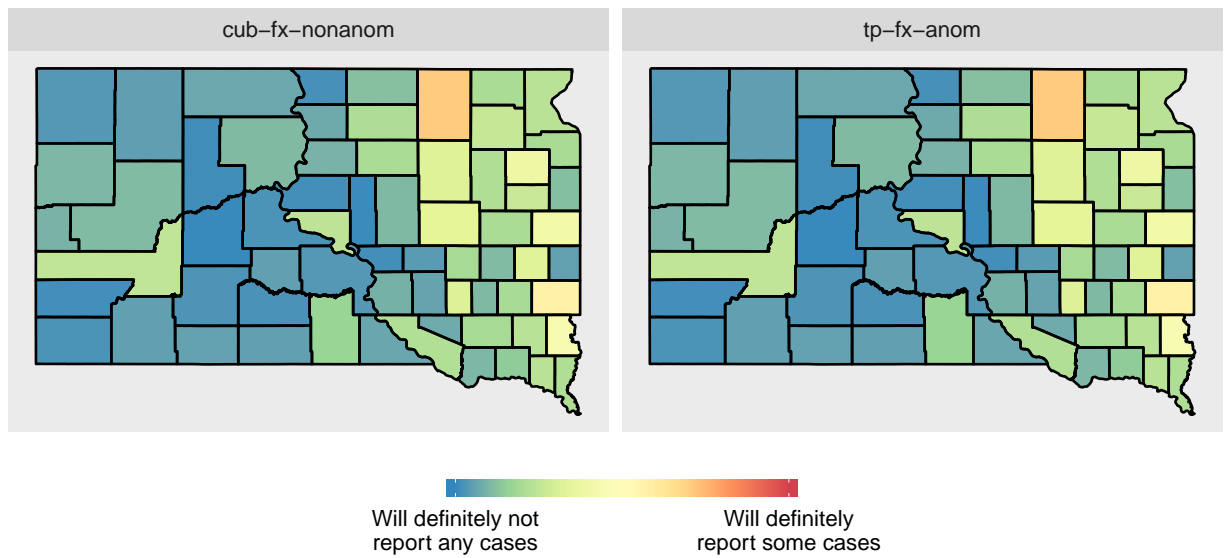 cub−fx−nonanom
tp−fx−anom
Will definitely not
report any cases
Will definitely
report some cases